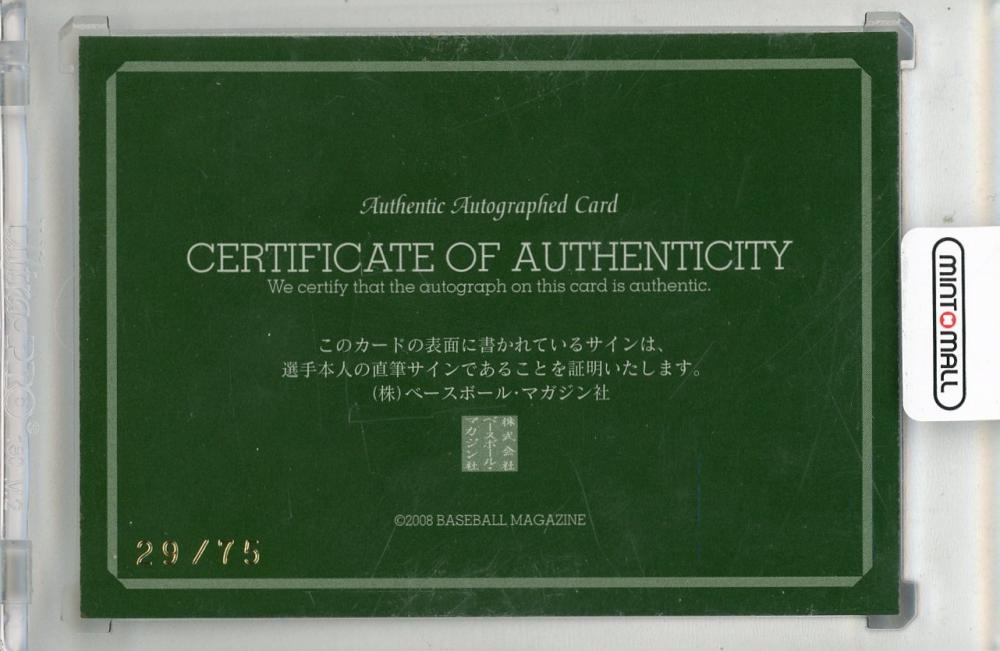 Authentic Autographed Card
CERTIFICATE OF AUTHENTICITY
We certify that the autograph on this card is authentic.
このカードの表面に書かれているサインは、
選手本人の直筆サインであることを証明いたします。
(株)ベースボール・マガジン社
株式会社
ベースボール・
マガジン社
©2008 BASEBALL MAGAZINE
29/75
MINTMALL